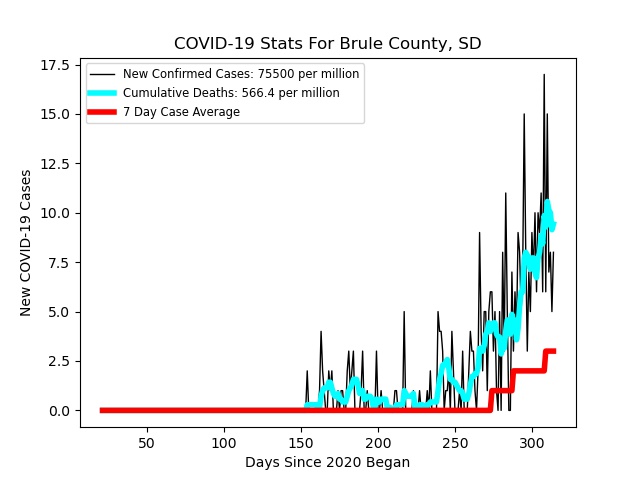 COVID-19 Stats For Brule County, SD
17.5
15.0
12.5
10.0
7.5
5.0
2.5
0.0
New COVID-19 Cases
New Confirmed Cases: 75500 per million
Cumulative Deaths: 566.4 per million
7 Day Case Average
50 100 150 200 250 300
Days Since 2020 Began